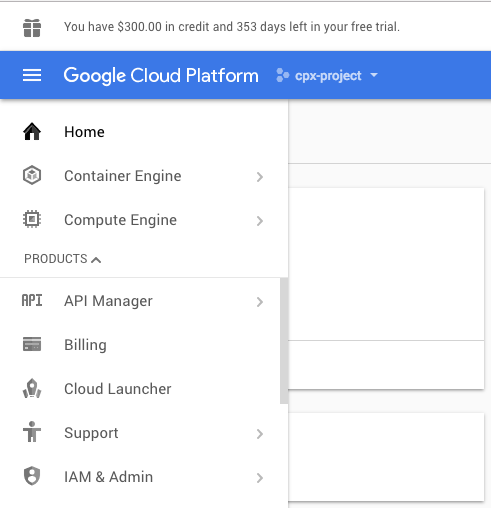 You have $300.00 in credit and 353 days left in your free trial.
Google Cloud Platform cpx-project
Home
Container Engine
Compute Engine
PRODUCTS
API API Manager
Billing
Cloud Launcher
Support
IAM & Admin